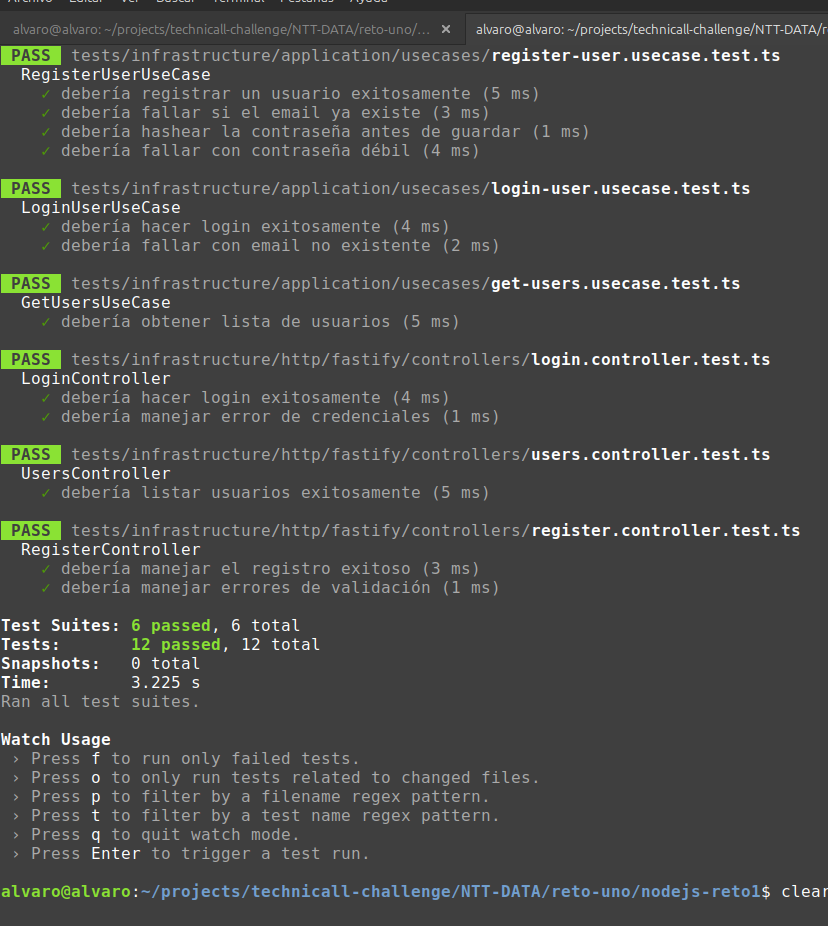 alvaro@alvaro: ~/projects/technicall-challenge/NTT-DATA/reto-uno/... ×
alvaro@alvaro: ~/projects/technicall-challenge/NTT-DATA/r
PASS tests/infrastructure/application/usecases/register-user.usecase.test.ts
RegisterUserUseCase
✓ debería registrar un usuario exitosamente (5 ms)
✓ debería fallar si el email ya existe (3 ms)
✓ debería hashear la contraseña antes de guardar (1 ms)
✓ debería fallar con contraseña débil (4 ms)
PASS tests/infrastructure/application/usecases/login-user.usecase.test.ts
LoginUserUseCase
✓ debería hacer login exitosamente (4 ms)
✓ debería fallar con email no existente (2 ms)
PASS tests/infrastructure/application/usecases/get-users.usecase.test.ts
GetUsersUseCase
✓ debería obtener lista de usuarios (5 ms)
PASS tests/infrastructure/http/fastify/controllers/login.controller.test.ts
LoginController
✓ debería hacer login exitosamente (4 ms)
✓ debería manejar error de credenciales (1 ms)
PASS tests/infrastructure/http/fastify/controllers/users.controller.test.ts
UsersController
✓ debería listar usuarios exitosamente (5 ms)
PASS tests/infrastructure/http/fastify/controllers/register.controller.test.ts
RegisterController
✓ debería manejar el registro exitoso (3 ms)
✓ debería manejar errores de validación (1 ms)
Test Suites: 6 passed, 6 total
Tests: 12 passed, 12 total
Snapshots: 0 total
Time: 3.225 s
Ran all test suites.
Watch Usage
› Press f to run only failed tests.
› Press o to only run tests related to changed files.
› Press p to filter by a filename regex pattern.
› Press t to filter by a test name regex pattern.
› Press q to quit watch mode.
› Press Enter to trigger a test run.
alvaro@alvaro:~/projects/technicall-challenge/NTT-DATA/reto-uno/nodejs-reto1$ clear